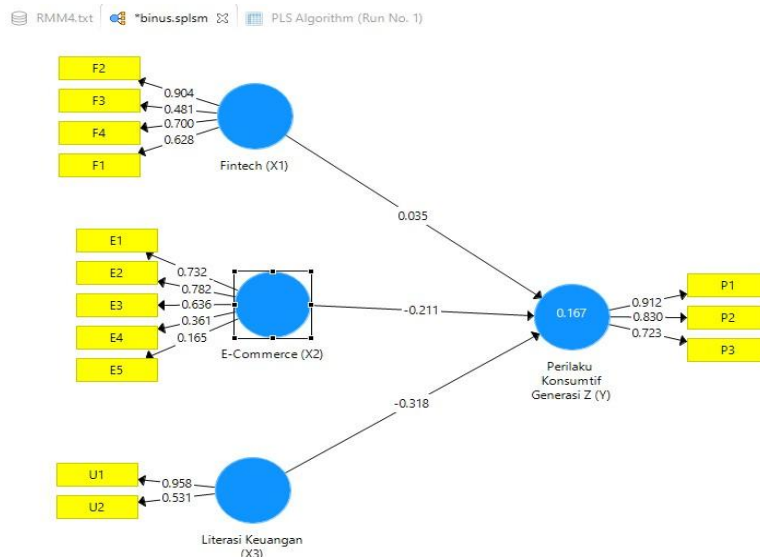 RMM4.txt
*binus.splsm
PLS Algorithm (Run No. 1)
F2
F3
F4
F1
0.904
0.481
0.700
0.628
Fintech (X1)
0.035
E1
E2
E3
E4
E5
0.732
0.782
0.636
0.361
0.165
E-Commerce (X2)
-0.211
0.167
Perilaku
Konsumtif
Generasi Z (Y)
0.912
0.830
0.723
P1
P2
P3
-0.318
U1
U2
0.958
0.531
Literasi Keuangan
(X3)